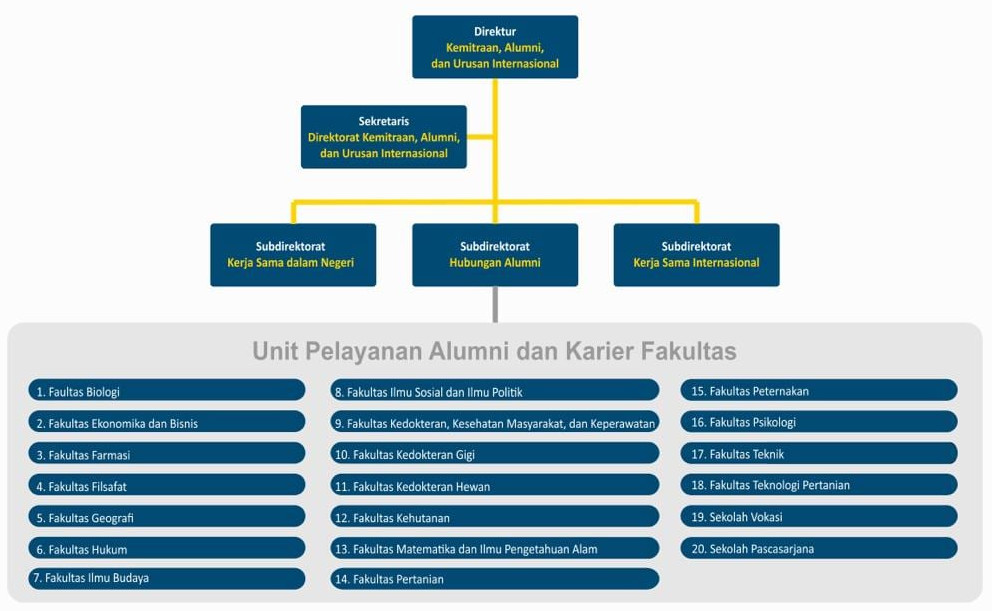 Direktur
Kemitraan, Alumni,
dan Urusan Internasional
Sekretaris
Direktorat Kemitraan, Alumni,
dan Urusan Internasional
Subdirektorat
Kerja Sama dalam Negeri
Subdirektorat
Hubungan Alumni
Subdirektorat
Kerja Sama Internasional
Unit Pelayanan Alumni dan Karier Fakultas
1. Faultas Biologi
2. Fakultas Ekonomika dan Bisnis
3. Fakultas Farmasi
4. Fakultas Filsafat
5. Fakultas Geografi
6. Fakultas Hukum
7. Fakultas Ilmu Budaya
8. Fakultas Ilmu Sosial dan Ilmu Politik
9. Fakultas Kedokteran, Kesehatan Masyarakat, dan Keperawatan
10. Fakultas Kedokteran Gigi
11. Fakultas Kedokteran Hewan
12. Fakultas Kehutanan
13. Fakultas Matematika dan Ilmu Pengetahuan Alam
14. Fakultas Pertanian
15. Fakultas Peternakan
16. Fakultas Psikologi
17. Fakultas Teknik
18. Fakultas Teknologi Pertanian
19. Sekolah Vokasi
20. Sekolah Pascasarjana